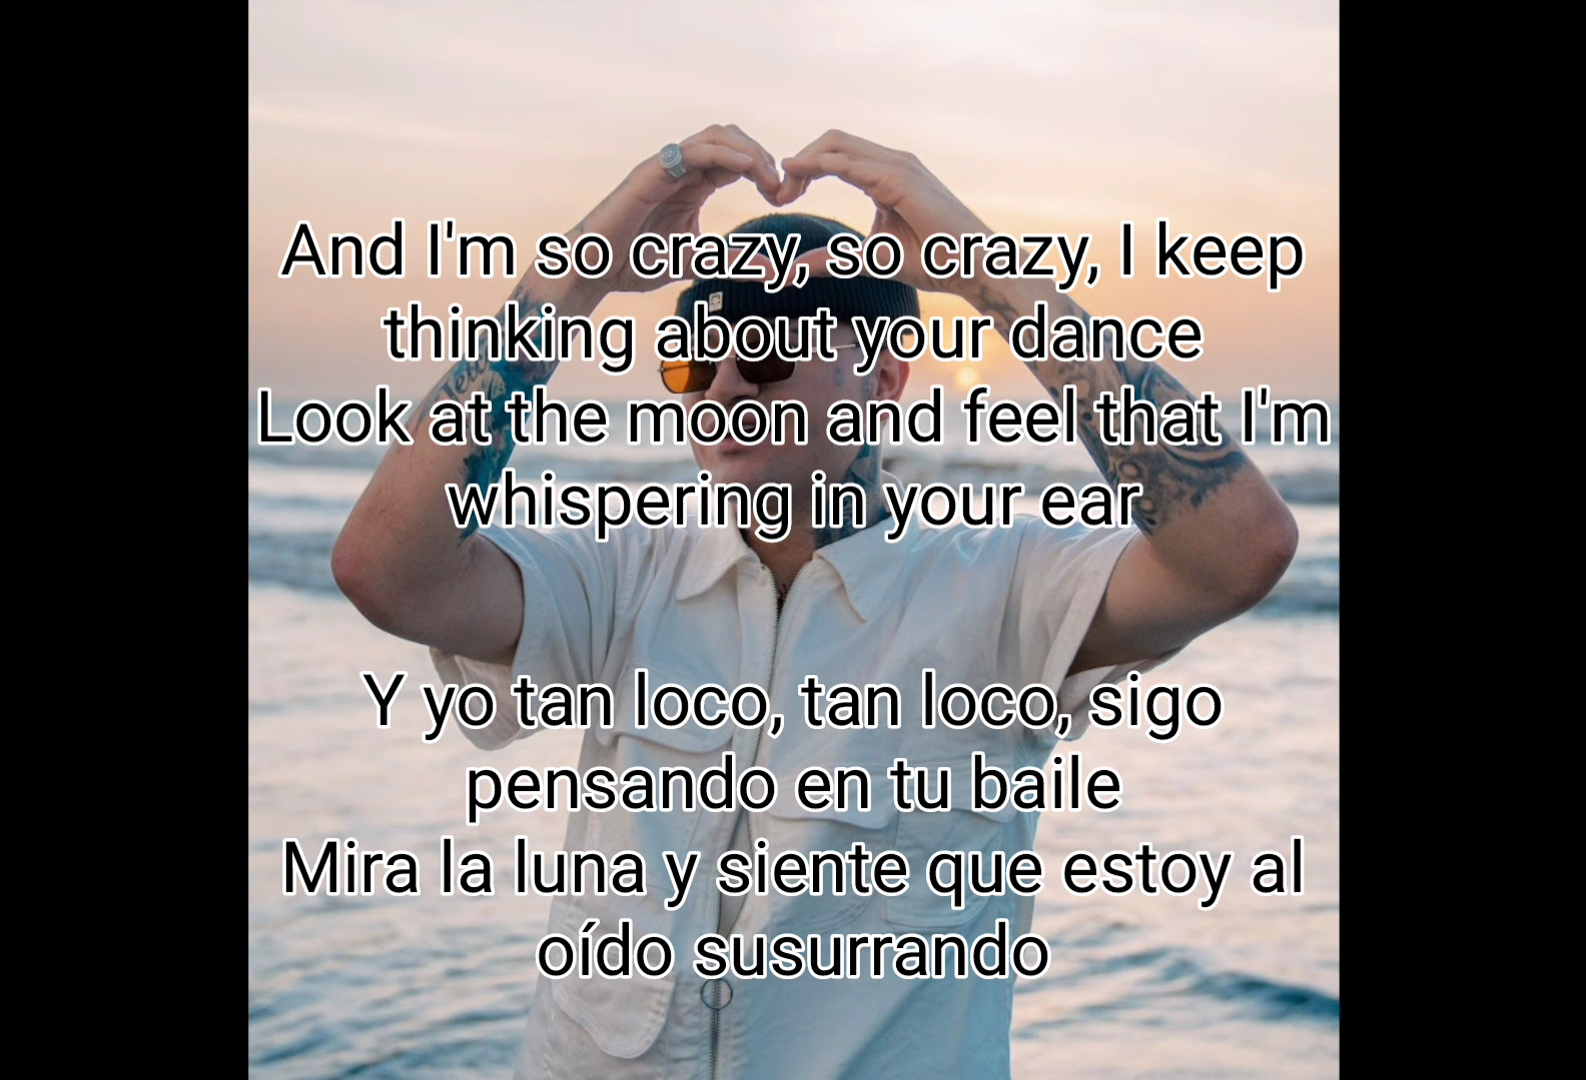 And I'm so crazy, so crazy, I keep
thinking about your dance
Look at the moon and feel that I'm
whispering in your ear
Y yo tan loco, tan loco, sigo
pensando en tu baile
Mira la luna y siente que estoy al
oído susurrando